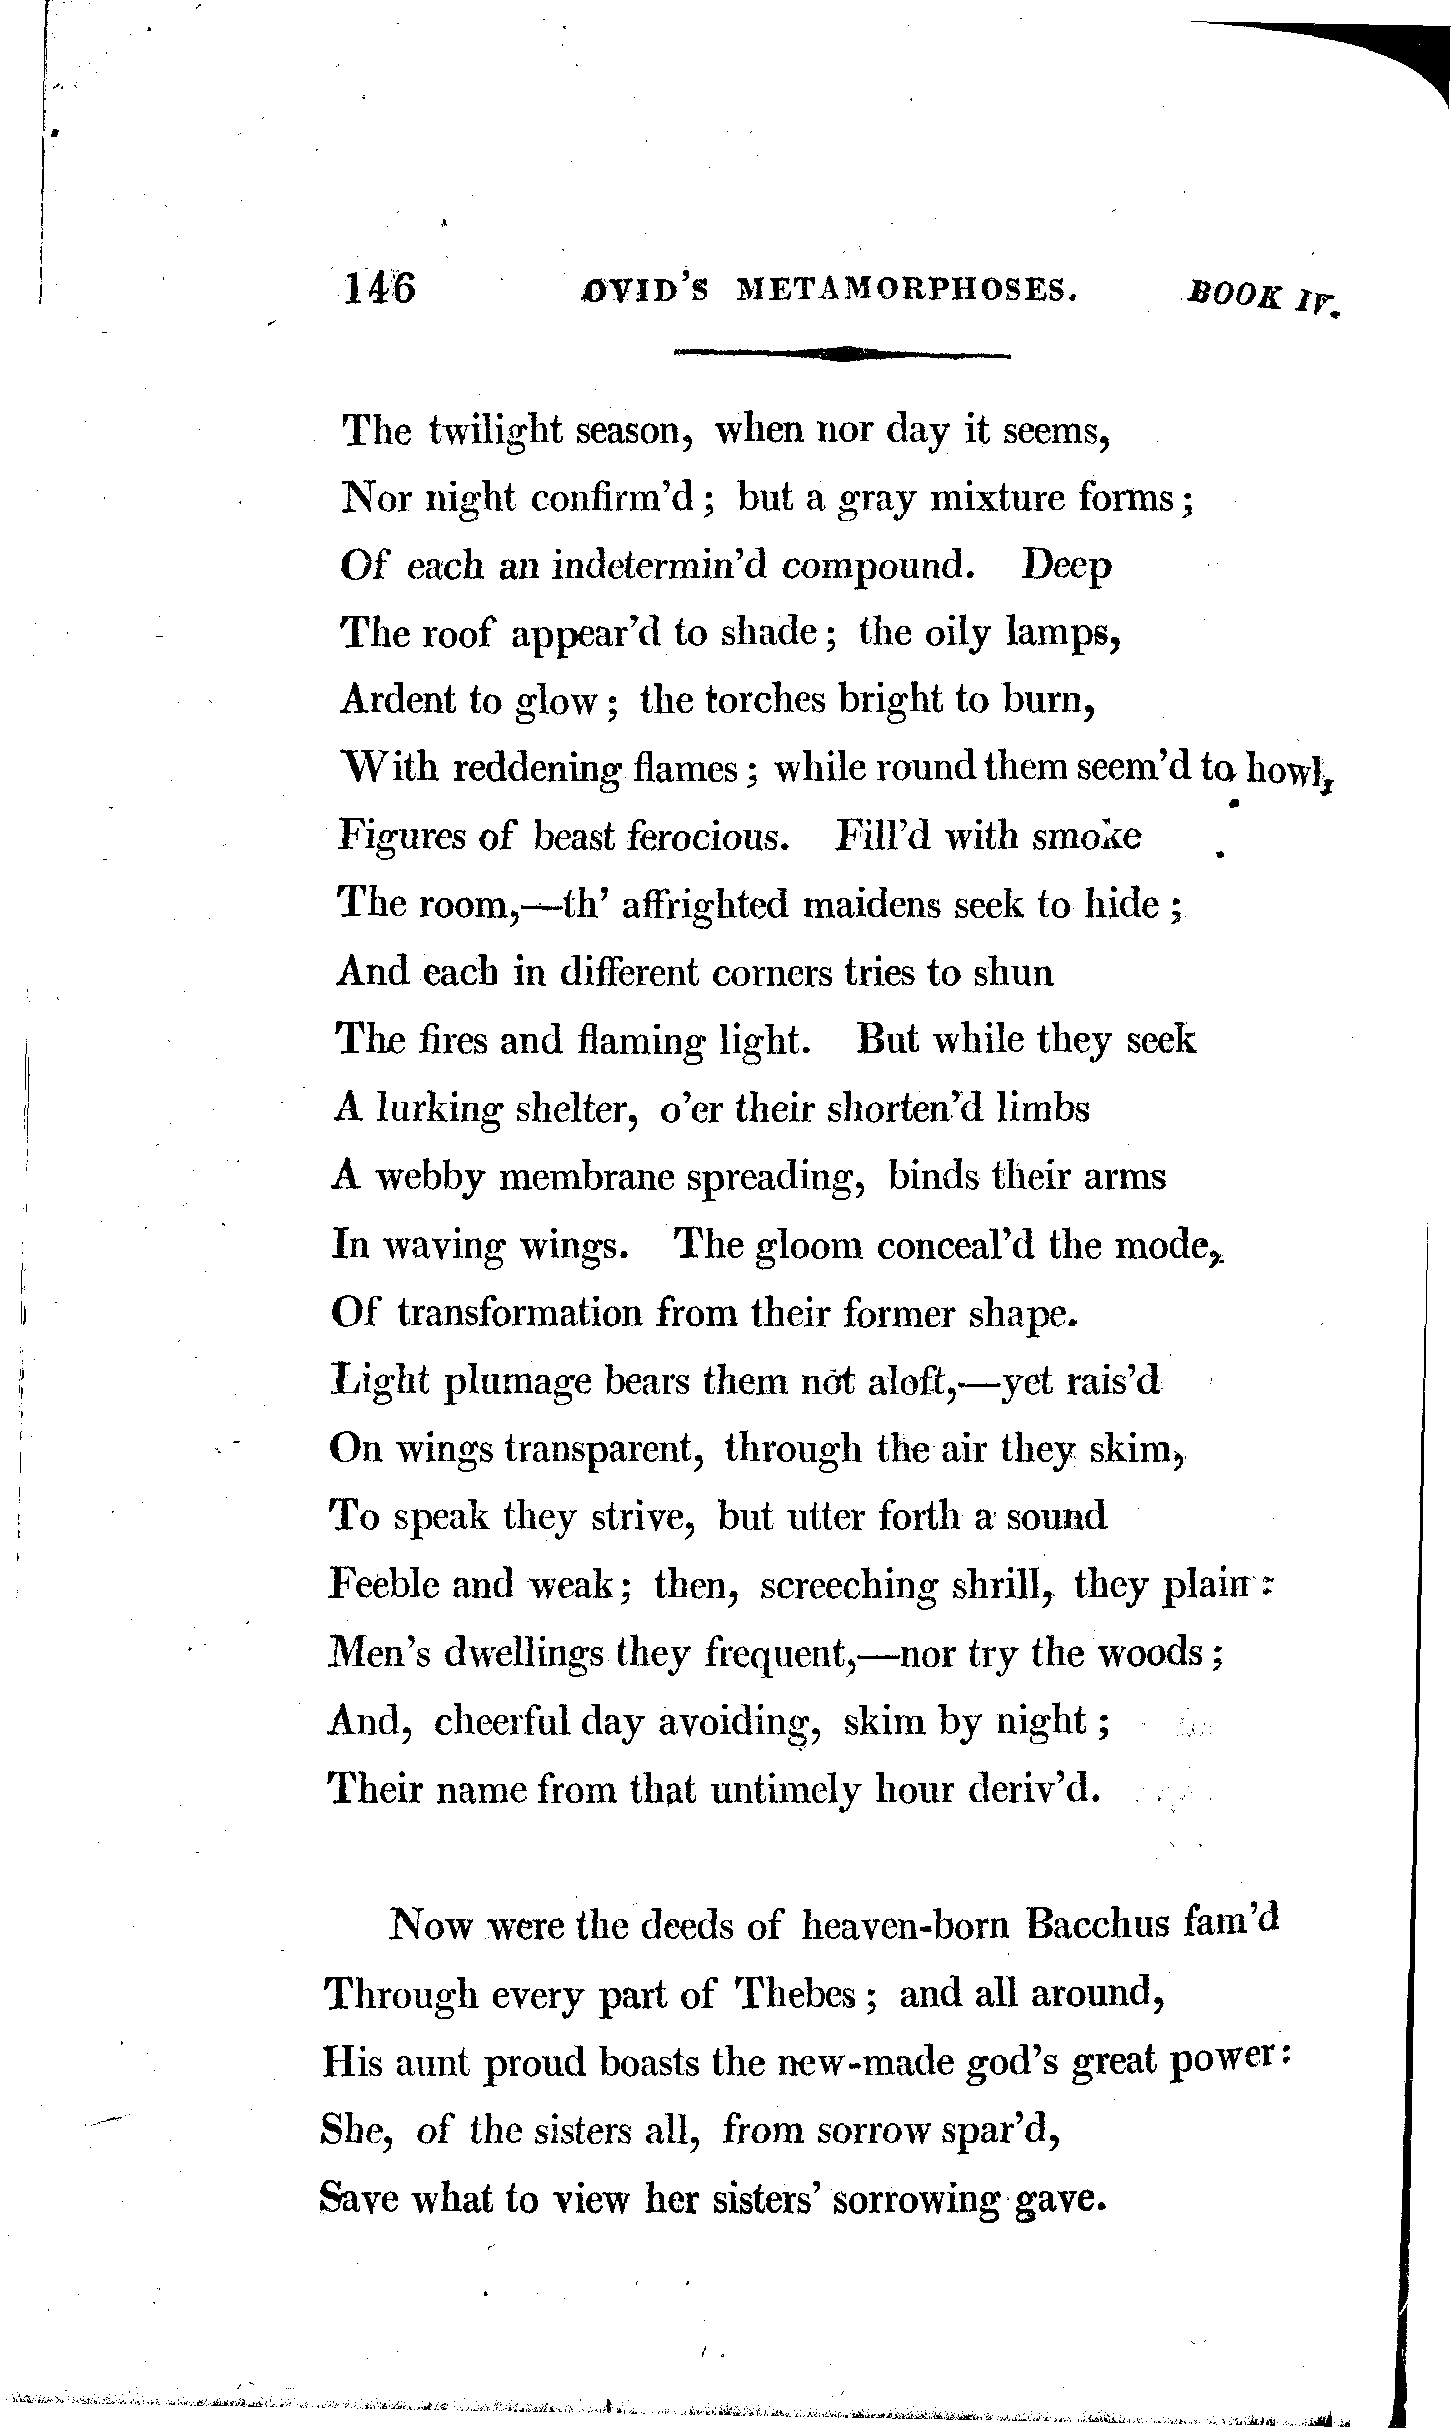 146 OVID'S METAMORPHOSES. BOOK IV.
The twilight season, when nor day it seems,
Nor night confirm'd; but a gray mixture forms;
Of each an indetermin'd compound. Deep
The roof appear'd to shade; the oily lamps,
Ardent to glow; the torches bright to burn,
With reddening flames; while round them seem'd to howl,
Figures of beast ferocious. Fill'd with smoke
The room,—th' affrighted maidens seek to hide;
And each in different corners tries to shun
The fires and flaming light. But while they seek
A lurking shelter, o'er their shorten'd limbs
A webby membrane spreading, binds their arms
In waving wings. The gloom conceal'd the mode,
Of transformation from their former shape.
Light plumage bears them not aloft,—yet rais'd
On wings transparent, through the air they skim,
To speak they strive, but utter forth a sound
Feeble and weak; then, screeching shrill, they plain:
Men's dwellings they frequent,—nor try the woods;
And, cheerful day avoiding, skim by night;
Their name from that untimely hour deriv'd.
Now were the deeds of heaven-born Bacchus fam'd
Through every part of Thebes; and all around,
His aunt proud boasts the new-made god's great power:
She, of the sisters all, from sorrow spar'd,
Save what to view her sisters' sorrowing gave.